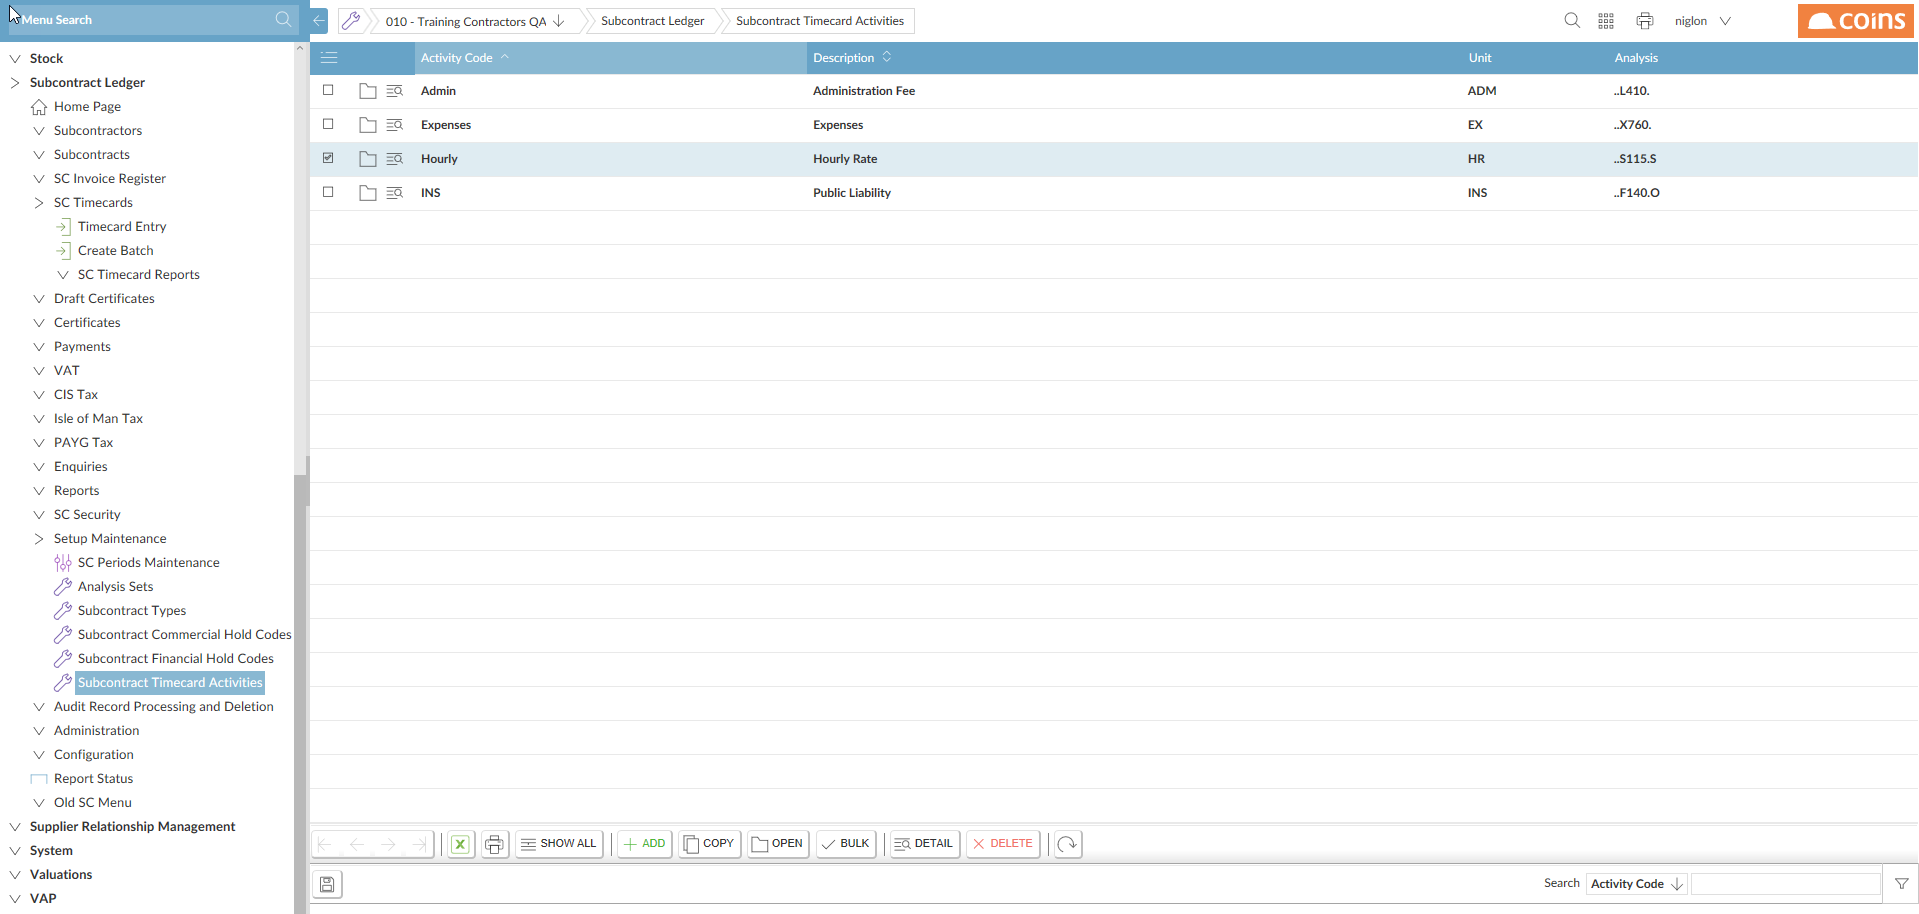 Menu Search
010 - Training Contractors QA
Subcontract Ledger
Subcontract Timecard Activities
niglon
coins
Stock
Subcontract Ledger
Home Page
Subcontractors
Subcontracts
SC Invoice Register
SC Timecards
Timecard Entry
Create Batch
SC Timecard Reports
Draft Certificates
Certificates
Payments
VAT
CIS Tax
Isle of Man Tax
PAYG Tax
Enquiries
Reports
SC Security
Setup Maintenance
SC Periods Maintenance
Analysis Sets
Subcontract Types
Subcontract Commercial Hold Codes
Subcontract Financial Hold Codes
Subcontract Timecard Activities
Audit Record Processing and Deletion
Administration
Configuration
Report Status
Old SC Menu
Supplier Relationship Management
System
Valuations
VAP
Activity Code Description Unit Analysis
Admin Administration Fee ADM ..L410.
Expenses Expenses EX ..X760.
Hourly Hourly Rate HR ..S115.S
INS Public Liability INS ..F140.O
SHOW ALL ADD COPY OPEN BULK DETAIL DELETE
Search Activity Code